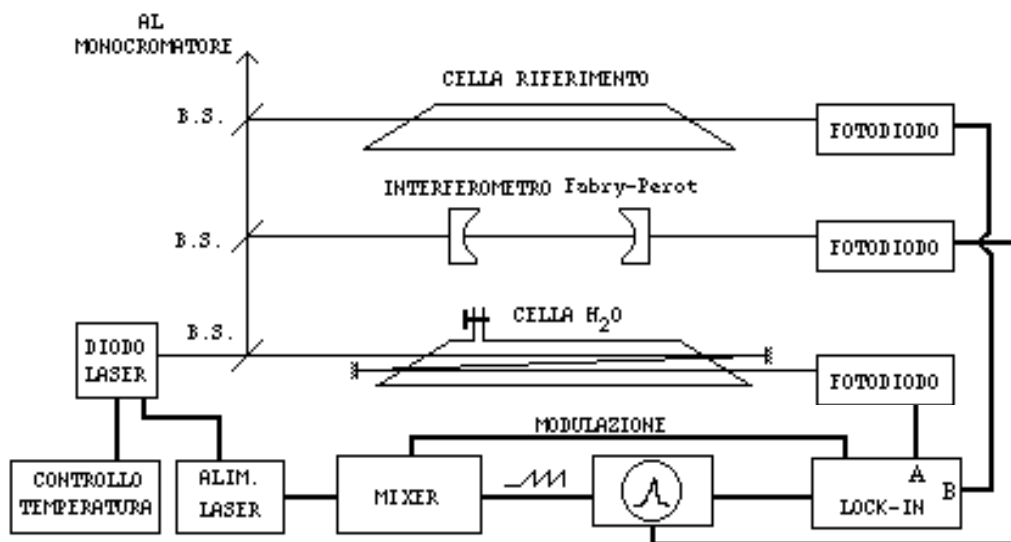 AL
MONOCROMATORE
CELLA RIFERIMENTO
B.S.
FOTODIODO
INTERFEROMETRO Fabry-Perot
B.S.
FOTODIODO
CELLA H2O
B.S.
DIODO
LASER
FOTODIODO
MODULAZIONE
CONTROLLO
TEMPERATURA
ALIM.
LASER
MIXER
A
B
LOCK-IN